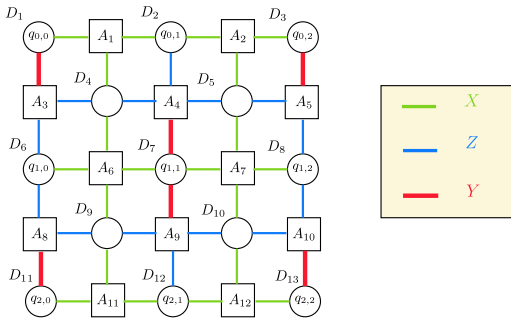 D₁ D₂ D₃
q₀,₀ A₁ q₀,₁ A₂ q₀,₂
D₄ D₅
A₃ A₄ A₅ X
D₆ D₇ D₈ Z
q₁,₀ A₆ q₁,₁ A₇ q₁,₂ Y
D₉ D₁₀
A₈ A₉ A₁₀
D₁₁ D₁₂ D₁₃
q₂,₀ A₁₁ q₂,₁ A₁₂ q₂,₂